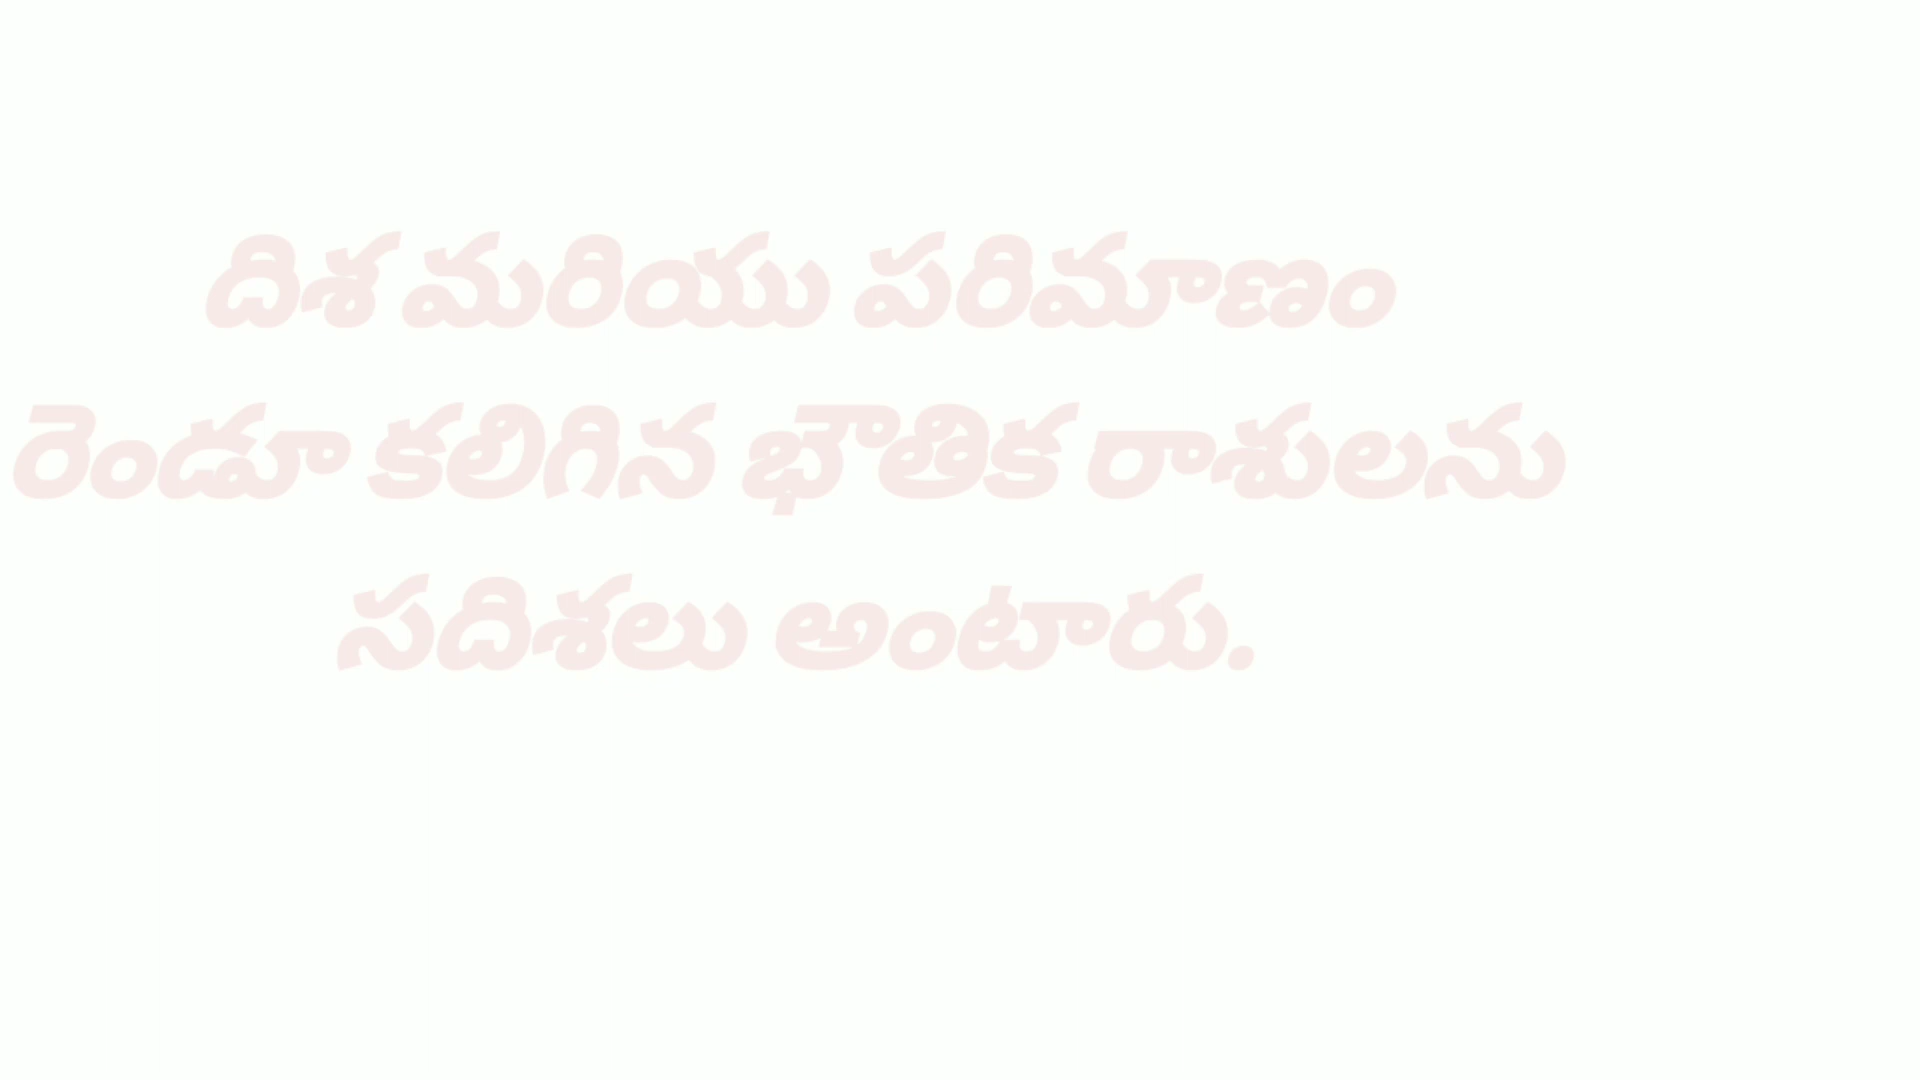 దిశ మరియు పరిమాణం
రెండూ కలిగిన భౌతిక రాశులను
సదిశలు అంటారు.